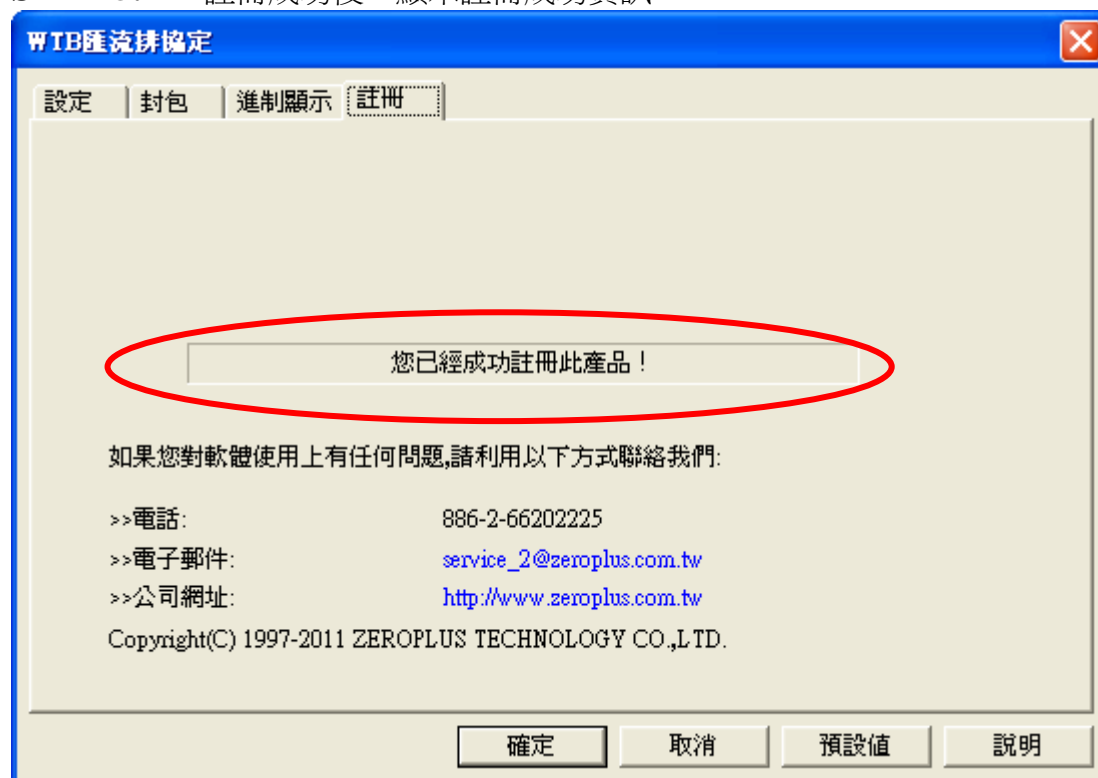 WTB匯流排協定
設定 封包 進制顯示 註冊
您已經成功註冊此產品！
如果您對軟體使用上有任何問題,請利用以下方式聯絡我們:
>>電話: 886-2-66202225
>>電子郵件: service_2@zeroplus.com.tw
>>公司網址: http://www.zeroplus.com.tw
Copyright(C) 1997-2011 ZEROPLUS TECHNOLOGY CO.,LTD.
確定 取消 預設值 說明